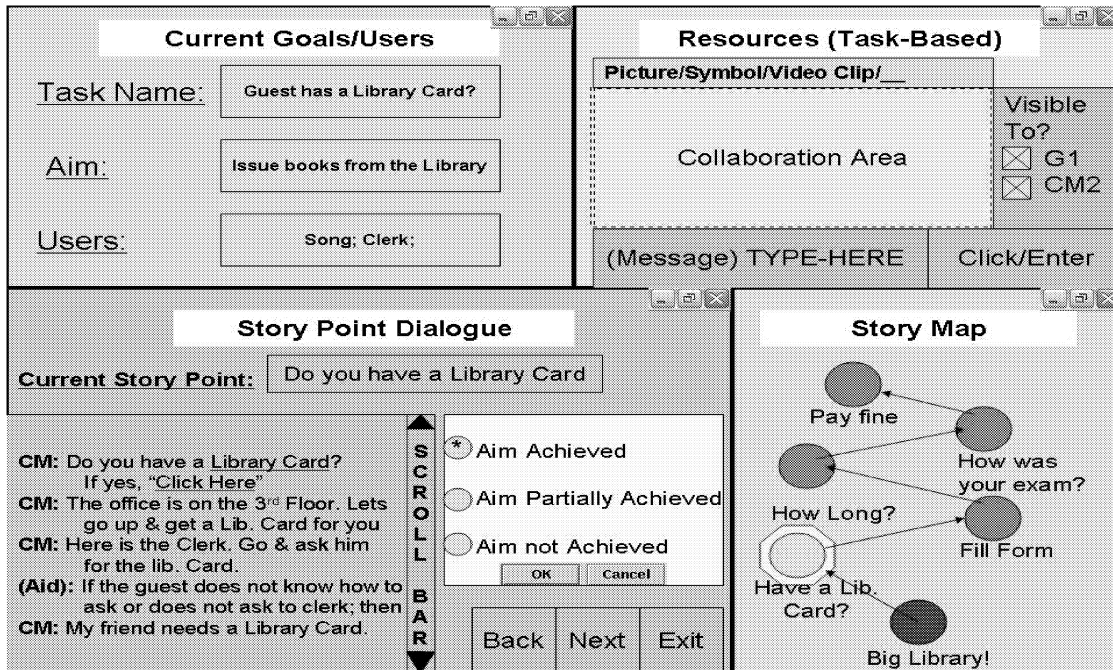 Current Goals/Users
Task Name:
Guest has a Library Card?
Aim:
Issue books from the Library
Users:
Song; Clerk;
Resources (Task-Based)
Picture/Symbol/Video Clip/__
Collaboration Area
Visible
To?
G1
CM2
(Message) TYPE-HERE
Click/Enter
Story Point Dialogue
Current Story Point:
Do you have a Library Card
CM: Do you have a Library Card?
If yes, “Click Here”
CM: The office is on the 3rd Floor. Lets
go up & get a Lib. Card for you
CM: Here is the Clerk. Go & ask him
for the lib. Card.
(Aid): If the guest does not know how to
ask or does not ask to clerk; then
CM: My friend needs a Library Card.
SCROLL BAR
* Aim Achieved
Aim Partially Achieved
Aim not Achieved
OK
Cancel
Back
Next
Exit
Story Map
Pay fine
How was
your exam?
How Long?
Fill Form
Have a Lib.
Card?
Big Library!